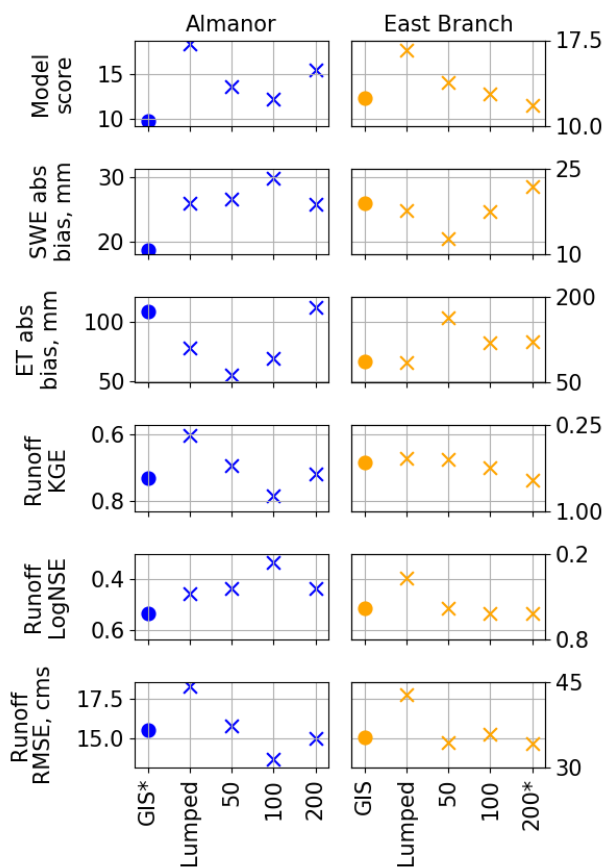 Almanor
East Branch
Model
score
15
10
17.5
10.0
SWE abs
bias, mm
30
20
25
10
ET abs
bias, mm
100
50
200
50
Runoff
KGE
0.6
0.8
0.25
1.00
Runoff
LogNSE
0.4
0.6
0.2
0.8
Runoff
RMSE, cms
17.5
15.0
45
30
GIS*
Lumped
50
100
200
GIS
Lumped
50
100
200*